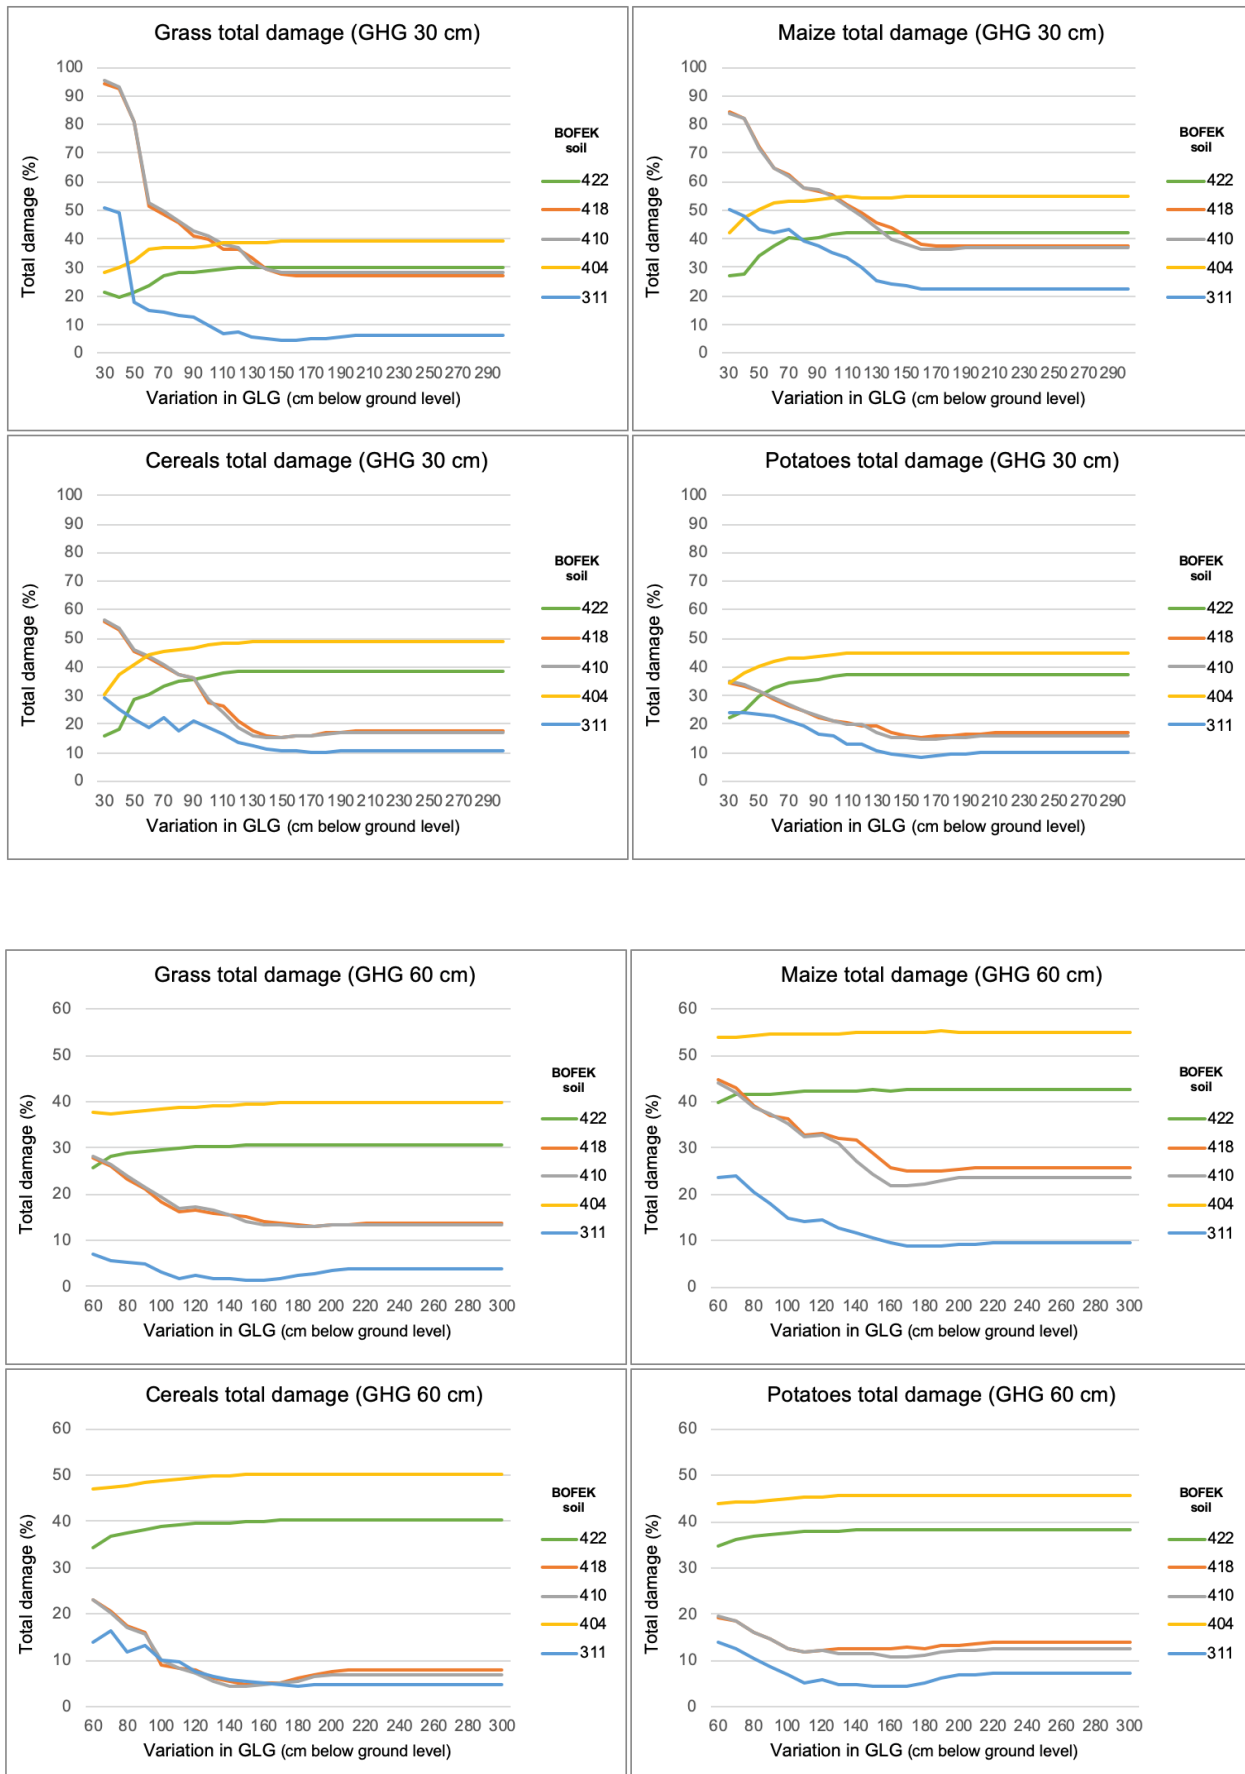 Grass total damage (GHG 30 cm)
100
90
80
70
60
50
40
30
20
10
0
Total damage (%)
30 50 70 90 110 130 150 170 190 210 230 250 270 290
Variation in GLG (cm below ground level)
BOFEK
soil
422
418
410
404
311
Maize total damage (GHG 30 cm)
100
90
80
70
60
50
40
30
20
10
0
Total damage (%)
30 50 70 90 110 130 150 170 190 210 230 250 270 290
Variation in GLG (cm below ground level)
BOFEK
soil
422
418
410
404
311
Cereals total damage (GHG 30 cm)
100
90
80
70
60
50
40
30
20
10
0
Total damage (%)
30 50 70 90 110 130 150 170 190 210 230 250 270 290
Variation in GLG (cm below ground level)
BOFEK
soil
422
418
410
404
311
Potatoes total damage (GHG 30 cm)
100
90
80
70
60
50
40
30
20
10
0
Total damage (%)
30 50 70 90 110 130 150 170 190 210 230 250 270 290
Variation in GLG (cm below ground level)
BOFEK
soil
422
418
410
404
311
Grass total damage (GHG 60 cm)
60
50
40
30
20
10
0
Total damage (%)
60 80 100 120 140 160 180 200 220 240 260 280 300
Variation in GLG (cm below ground level)
BOFEK
soil
422
418
410
404
311
Maize total damage (GHG 60 cm)
60
50
40
30
20
10
0
Total damage (%)
60 80 100 120 140 160 180 200 220 240 260 280 300
Variation in GLG (cm below ground level)
BOFEK
soil
422
418
410
404
311
Cereals total damage (GHG 60 cm)
60
50
40
30
20
10
0
Total damage (%)
60 80 100 120 140 160 180 200 220 240 260 280 300
Variation in GLG (cm below ground level)
BOFEK
soil
422
418
410
404
311
Potatoes total damage (GHG 60 cm)
60
50
40
30
20
10
0
Total damage (%)
60 80 100 120 140 160 180 200 220 240 260 280 300
Variation in GLG (cm below ground level)
BOFEK
soil
422
418
410
404
311